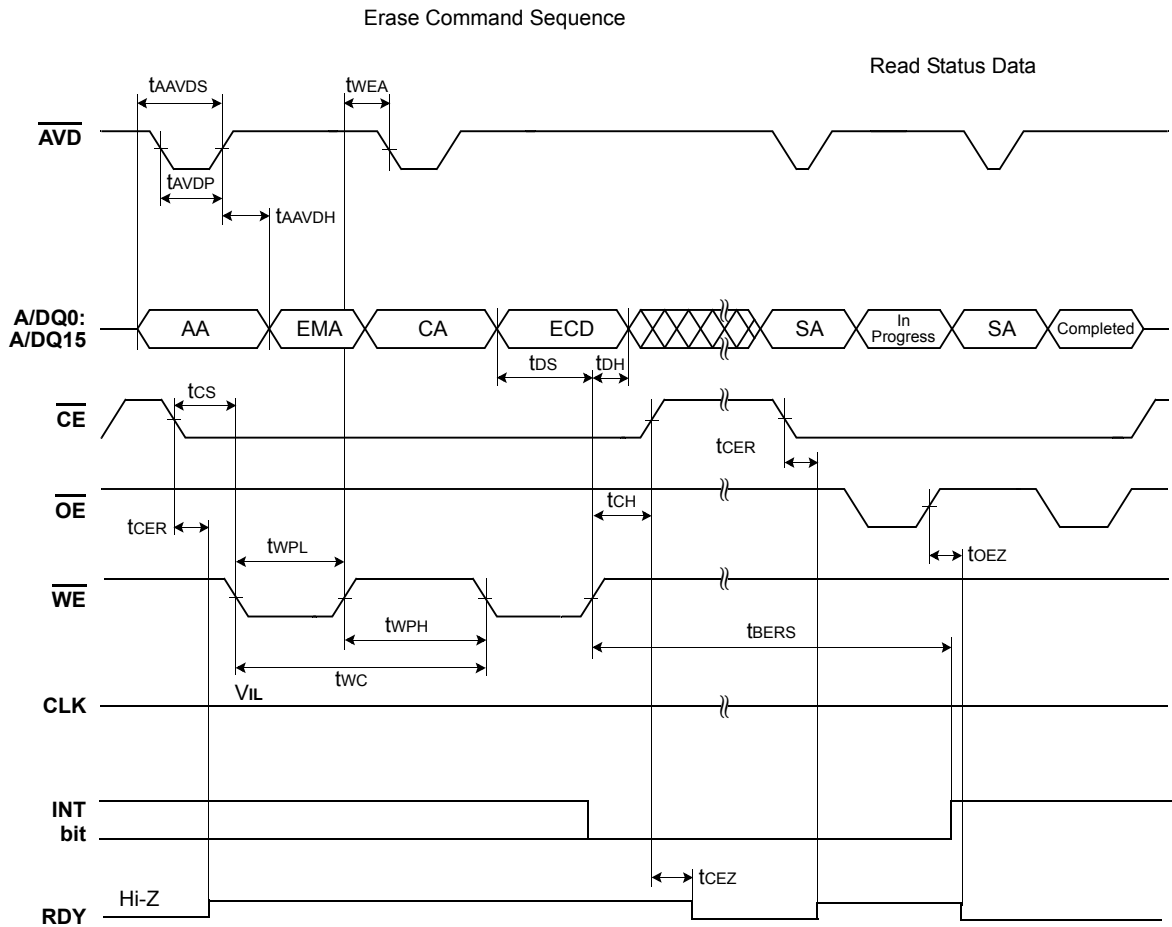 Erase Command Sequence
Read Status Data
tAAVDS
tWEA
AVD
tAVDP
tAAVDH
A/DQ0:
A/DQ15
AA
EMA
CA
ECD
SA
In
Progress
SA
Completed
tDS
tDH
tCS
CE
tCER
OE
tCH
tCER
tWPL
tOEZ
WE
tWPH
tBERS
tWC
VIL
CLK
INT
bit
tCEZ
Hi-Z
RDY